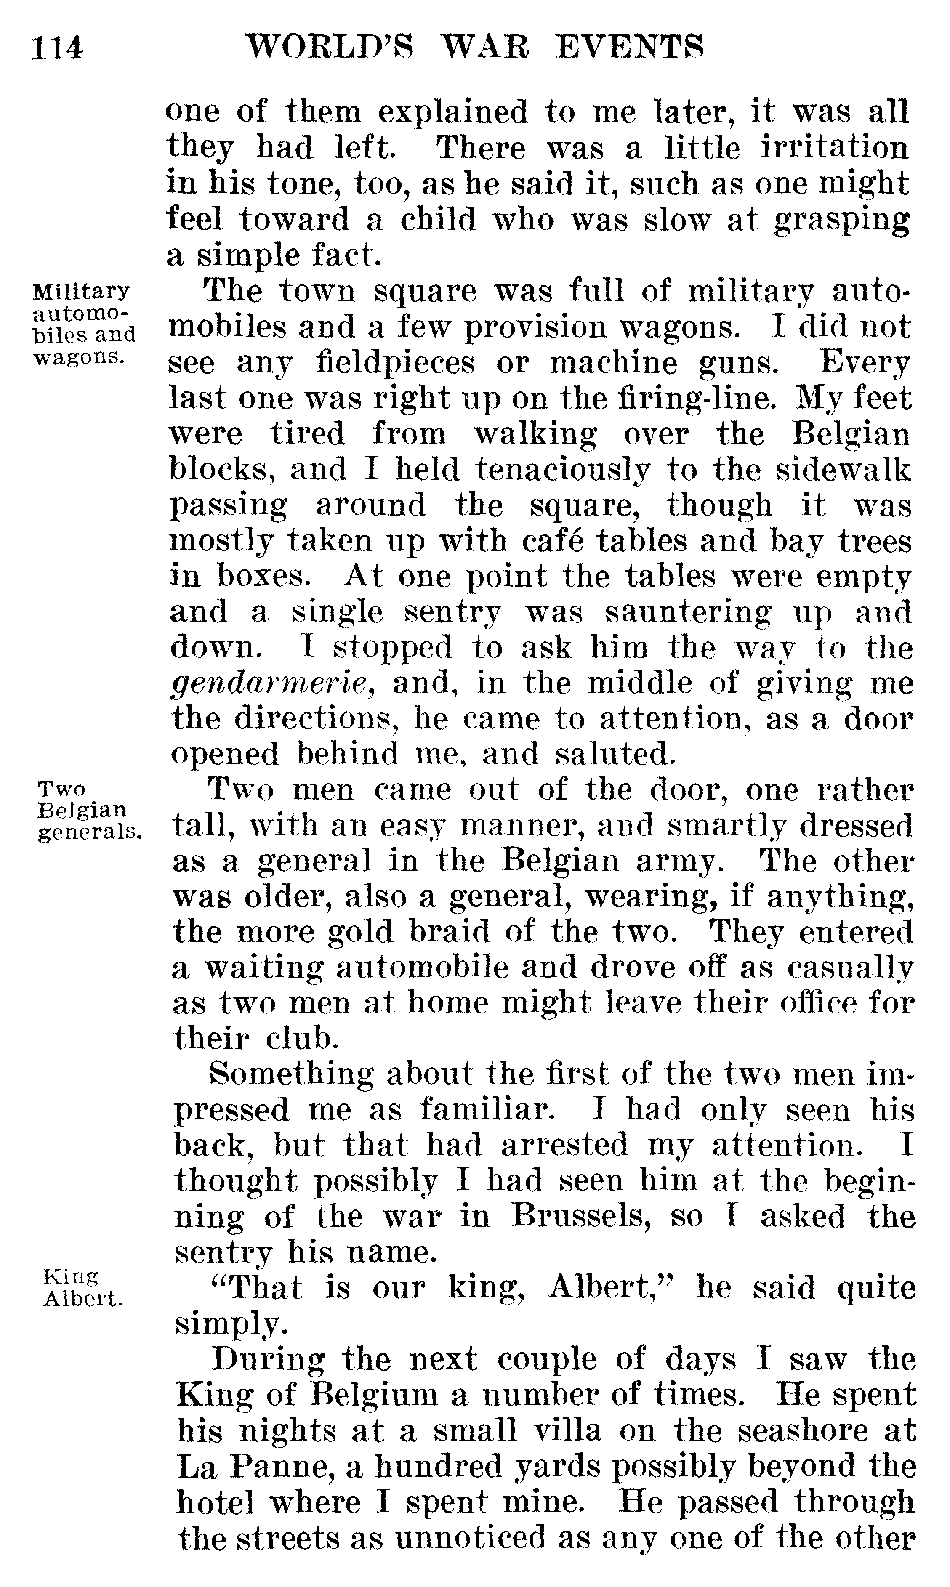 114 WORLD'S WAR EVENTS
one of them explained to me later, it was all
they had left. There was a little irritation
in his tone, too, as he said it, such as one might
feel toward a child who was slow at grasping
a simple fact.
Military
automo-
biles and
wagons.
The town square was full of military auto-
mobiles and a few provision wagons. I did not
see any fieldpieces or machine guns. Every
last one was right up on the firing-line. My feet
were tired from walking over the Belgian
blocks, and I held tenaciously to the sidewalk
passing around the square, though it was
mostly taken up with café tables and bay trees
in boxes. At one point the tables were empty
and a single sentry was sauntering up and
down. I stopped to ask him the way to the
gendarmerie, and, in the middle of giving me
the directions, he came to attention, as a door
opened behind me, and saluted.
Two
Belgian
generals.
Two men came out of the door, one rather
tall, with an easy manner, and smartly dressed
as a general in the Belgian army. The other
was older, also a general, wearing, if anything,
the more gold braid of the two. They entered
a waiting automobile and drove off as casually
as two men at home might leave their office for
their club.
Something about the first of the two men im-
pressed me as familiar. I had only seen his
back, but that had arrested my attention. I
thought possibly I had seen him at the begin-
ning of the war in Brussels, so I asked the
sentry his name.
King
Albert.
"That is our king, Albert," he said quite
simply.
During the next couple of days I saw the
King of Belgium a number of times. He spent
his nights at a small villa on the seashore at
La Panne, a hundred yards possibly beyond the
hotel where I spent mine. He passed through
the streets as unnoticed as any one of the other